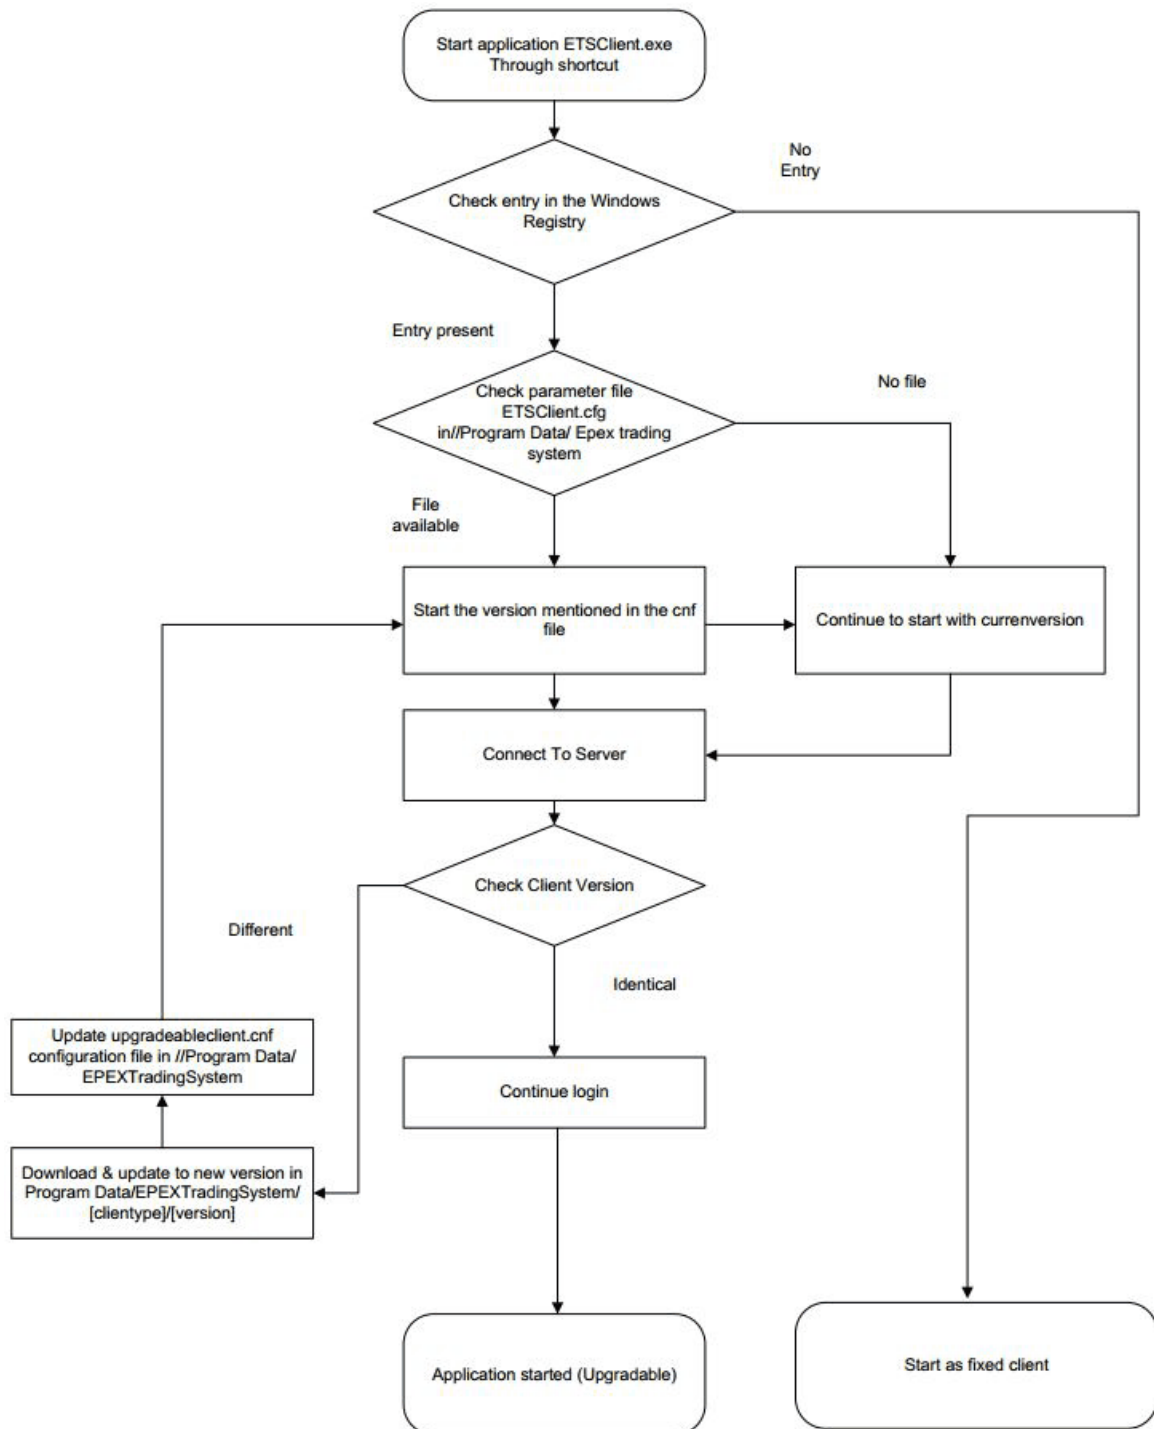 Start application ETSClient.exe
Through shortcut
No
Entry
Check entry in the Windows
Registry
Entry present
Check parameter file
ETSClient.cfg
in//Program Data/ Epex trading
system
No file
File
available
Start the version mentioned in the cnf
file
Continue to start with currenversion
Connect To Server
Check Client Version
Different
Identical
Update upgradeableclient.cnf
configuration file in //Program Data/
EPEXTradingSystem
Continue login
Download & update to new version in
Program Data/EPEXTradingSystem/
[clientype]/[version]
Application started (Upgradable)
Start as fixed client